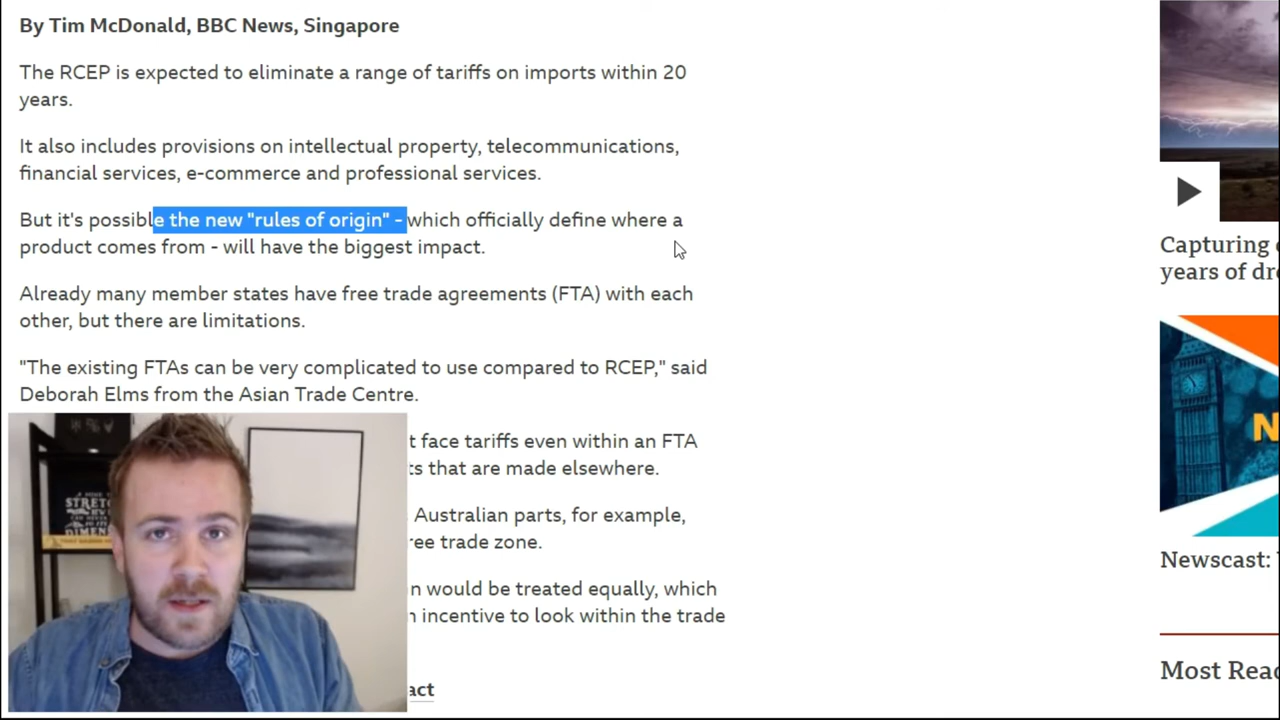 By Tim McDonald, BBC News, Singapore
The RCEP is expected to eliminate a range of tariffs on imports within 20
years.
It also includes provisions on intellectual property, telecommunications,
financial services, e-commerce and professional services.
But it's possible the new "rules of origin" - which officially define where a
product comes from - will have the biggest impact.
Already many member states have free trade agreements (FTA) with each
other, but there are limitations.
"The existing FTAs can be very complicated to use compared to RCEP," said
Deborah Elms from the Asian Trade Centre.
t face tariffs even within an FTA
ts that are made elsewhere.
Australian parts, for example,
ree trade zone.
n would be treated equally, which
n incentive to look within the trade
act
Capturing
years of dr
N
Newscast:
Most Read
STRETC
DIMEN